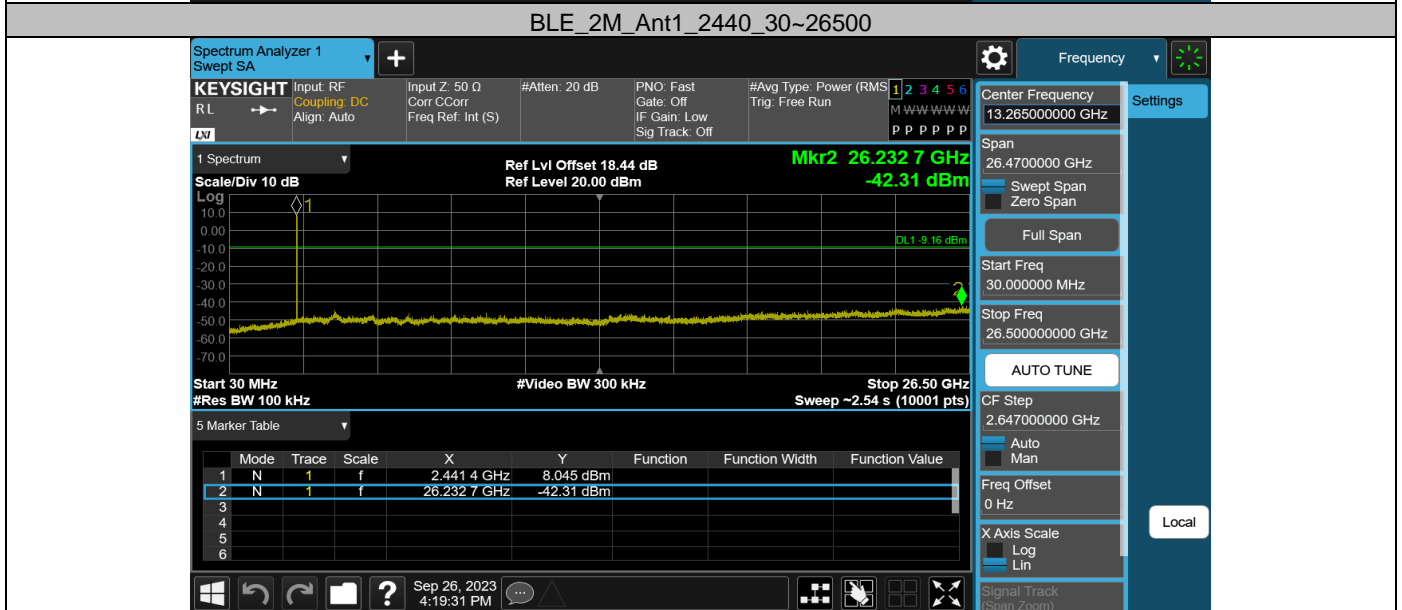 BLE_2M_Ant1_2440_30~26500
Spectrum Analyzer 1
Swept SA
+
Frequency
KEYSIGHT
RL
LXI
Input: RF
Coupling: DC
Align: Auto
Input Z: 50 Ω
Corr CCorr
Freq Ref: Int (S)
#Atten: 20 dB
PNO: Fast
Gate: Off
IF Gain: Low
Sig Track: Off
#Avg Type: Power (RMS
Trig: Free Run
1 2 3 4 5 6
M W W W W W
P P P P P P
1 Spectrum
Scale/Div 10 dB
Ref Lvl Offset 18.44 dB
Ref Level 20.00 dBm
Mkr2 26.232 7 GHz
-42.31 dBm
Log
10.0
0.00
-10.0
-20.0
-30.0
-40.0
-50.0
-60.0
-70.0
1
DL1 -9.16 dBm
2
Start 30 MHz
#Video BW 300 kHz
Stop 26.50 GHz
#Res BW 100 kHz
Sweep ~2.54 s (10001 pts)
5 Marker Table
Mode Trace Scale X Y Function Function Width Function Value
1 N 1 f 2.441 4 GHz 8.045 dBm
2 N 1 f 26.232 7 GHz -42.31 dBm
3
4
5
6
Center Frequency
13.265000000 GHz
Settings
Span
26.4700000 GHz
Swept Span
Zero Span
Full Span
Start Freq
30.000000 MHz
Stop Freq
26.500000000 GHz
AUTO TUNE
CF Step
2.647000000 GHz
Auto
Man
Freq Offset
0 Hz
Local
X Axis Scale
Log
Lin
Signal Track
(Span Zoom)
?
Sep 26, 2023
4:19:31 PM